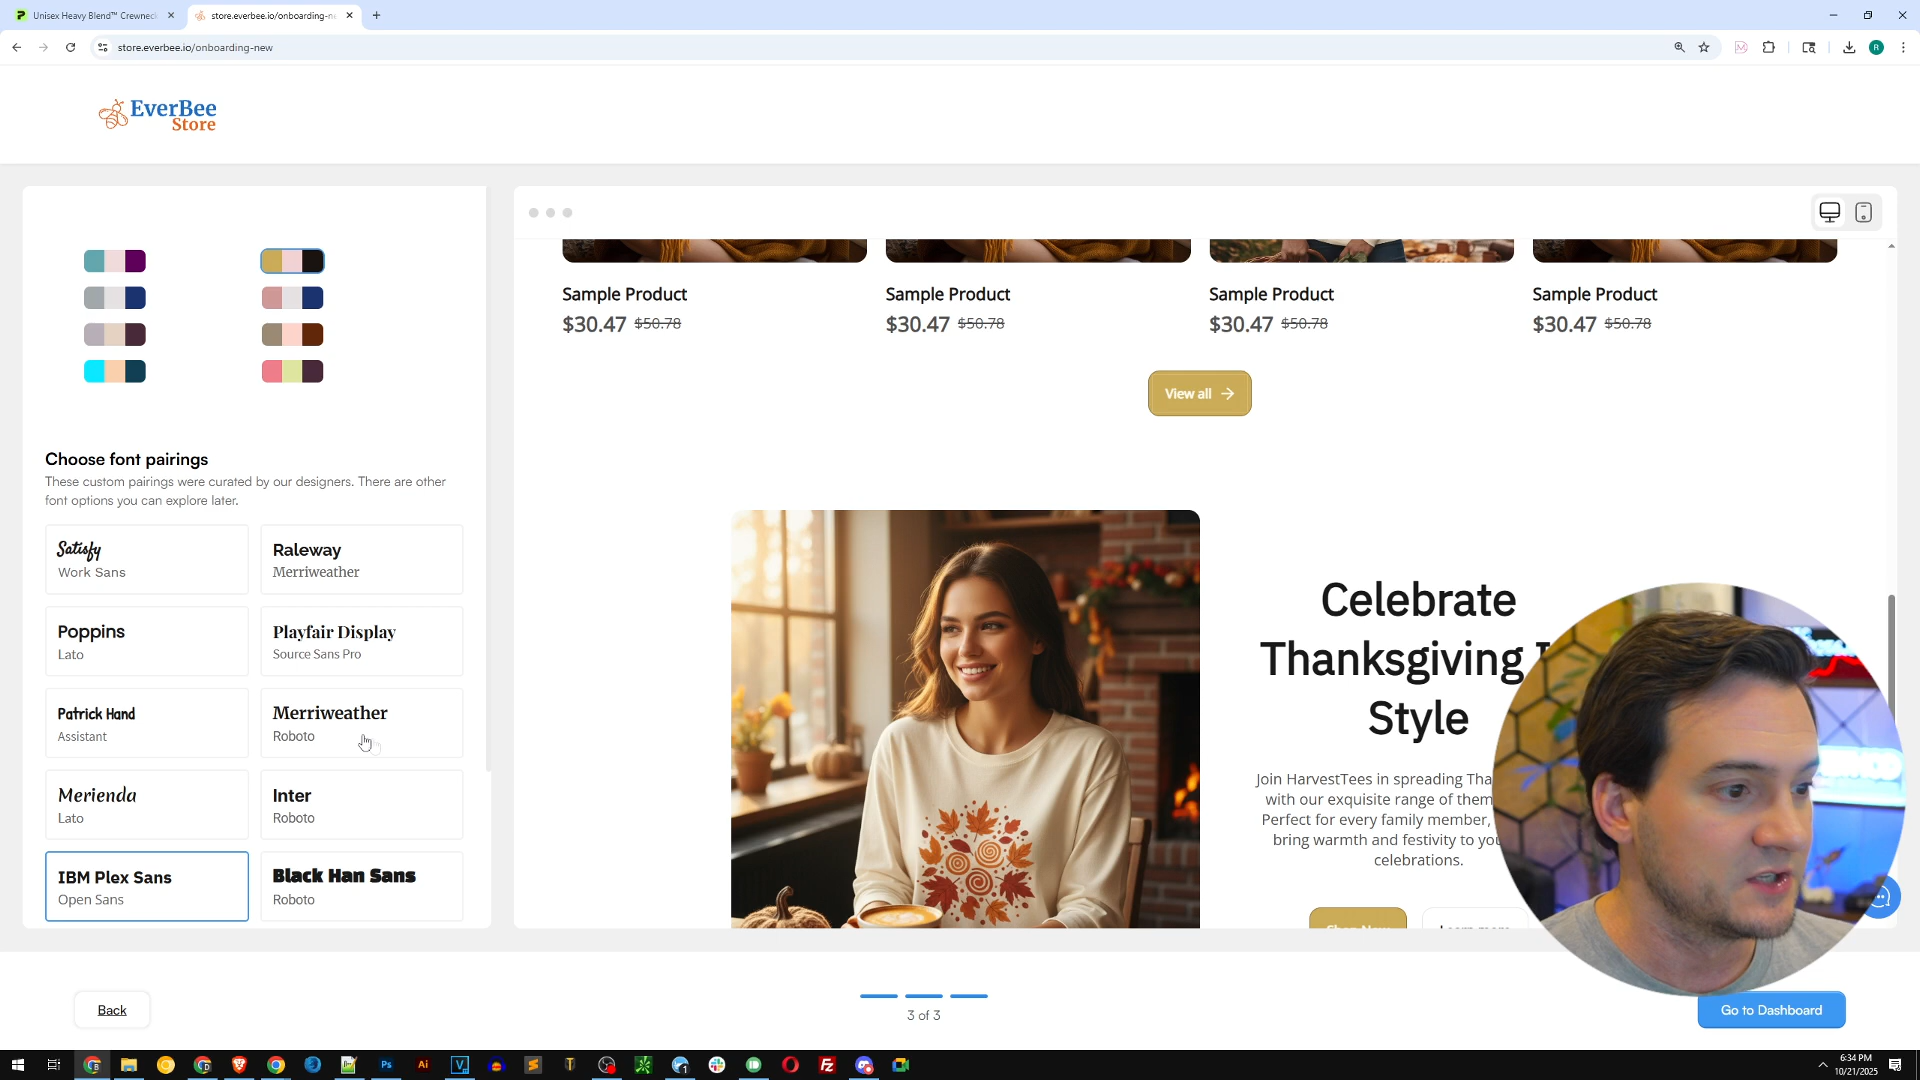 Unisex Heavy Blend™ Crewnec
store.everbee.io/onboarding-ne
store.everbee.io/onboarding-new
R
EverBee
Store
Choose font pairings
These custom pairings were curated by our designers. There are other
font options you can explore later.
Satisfy
Work Sans
Raleway
Merriweather
Poppins
Lato
Playfair Display
Source Sans Pro
Patrick Hand
Assistant
Merriweather
Roboto
Merienda
Lato
Inter
Roboto
IBM Plex Sans
Open Sans
Black Han Sans
Roboto
Sample Product
$30.47 $50.78
Sample Product
$30.47 $50.78
Sample Product
$30.47 $50.78
Sample Product
$30.47 $50.78
View all
Celebrate
Thanksgiving
Style
Join HarvestTees in spreading Tha
with our exquisite range of them
Perfect for every family member,
bring warmth and festivity to you
celebrations.
Back
3 of 3
Go to Dashboard
6:34 PM
10/21/2025